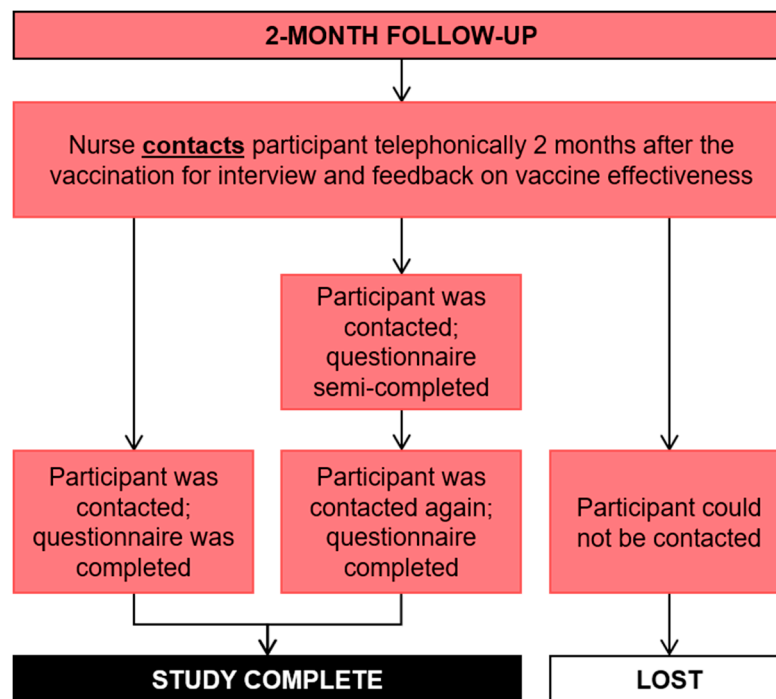 2-MONTH FOLLOW-UP
Nurse contacts participant telephonically 2 months after the
vaccination for interview and feedback on vaccine effectiveness
Participant was
contacted;
questionnaire
semi-completed
Participant was
contacted;
questionnaire was
completed
Participant was
contacted again;
questionnaire
completed
Participant could
not be contacted
STUDY COMPLETE
LOST